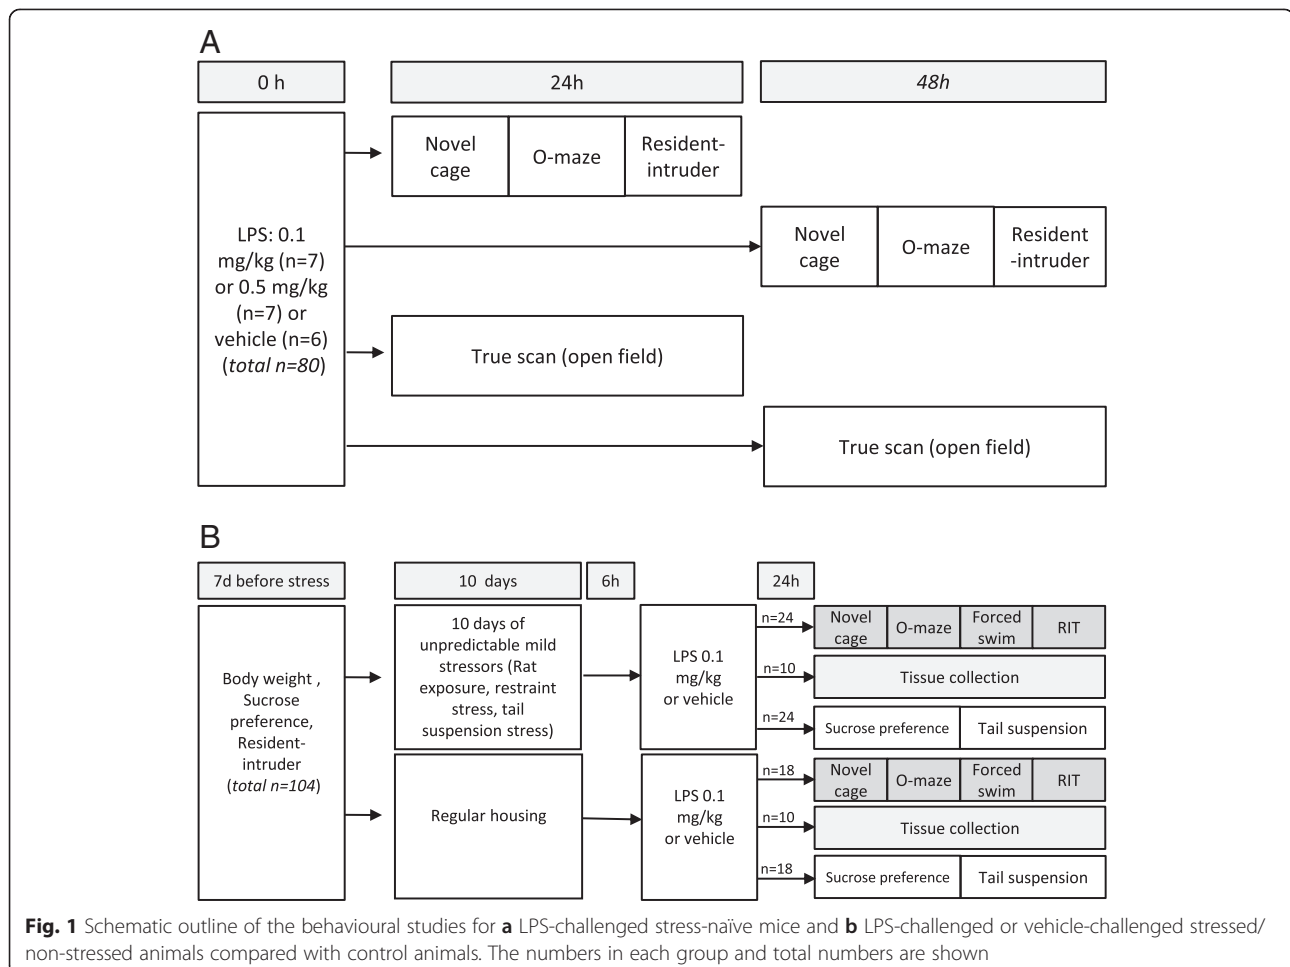 A
0 h
24h
48h
Novel
cage
O-maze
Resident-
intruder
LPS: 0.1
mg/kg (n=7)
or 0.5 mg/kg
(n=7) or
vehicle (n=6)
(total n=80)
Novel
cage
O-maze
Resident
-intruder
True scan (open field)
True scan (open field)
B
7d before stress
10 days
6h
24h
Body weight ,
Sucrose
preference,
Resident-
intruder
(total n=104)
10 days of
unpredictable mild
stressors (Rat
exposure, restraint
stress, tail
suspension stress)
LPS 0.1
mg/kg
or vehicle
n=24
Novel
cage
O-maze
Forced
swim
RIT
n=10
Tissue collection
n=24
Sucrose preference
Tail suspension
Regular housing
LPS 0.1
mg/kg
or vehicle
n=18
Novel
cage
O-maze
Forced
swim
RIT
n=10
Tissue collection
n=18
Sucrose preference
Tail suspension
Fig. 1 Schematic outline of the behavioural studies for a LPS-challenged stress-naïve mice and b LPS-challenged or vehicle-challenged stressed/
non-stressed animals compared with control animals. The numbers in each group and total numbers are shown